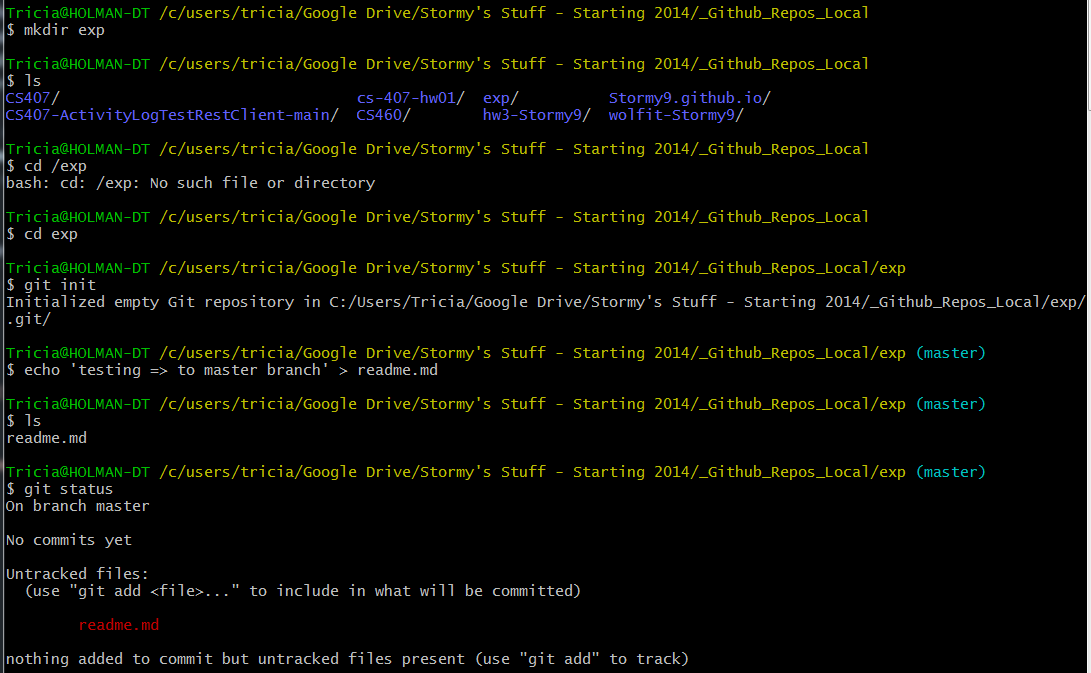 Tricia@HOLMAN-DT /c/users/tricia/Google Drive/Stormy's Stuff - Starting 2014/_Github_Repos_Local
$ mkdir exp
Tricia@HOLMAN-DT /c/users/tricia/Google Drive/Stormy's Stuff - Starting 2014/_Github_Repos_Local
$ ls
CS407/ cs-407-hw01/ exp/ Stormy9.github.io/
CS407-ActivityLogTestRestClient-main/ CS460/ hw3-Stormy9/ wolfit-Stormy9/
Tricia@HOLMAN-DT /c/users/tricia/Google Drive/Stormy's Stuff - Starting 2014/_Github_Repos_Local
$ cd /exp
bash: cd: /exp: No such file or directory
Tricia@HOLMAN-DT /c/users/tricia/Google Drive/Stormy's Stuff - Starting 2014/_Github_Repos_Local
$ cd exp
Tricia@HOLMAN-DT /c/users/tricia/Google Drive/Stormy's Stuff - Starting 2014/_Github_Repos_Local/exp
$ git init
Initialized empty Git repository in C:/Users/Tricia/Google Drive/Stormy's Stuff - Starting 2014/_Github_Repos_Local/exp/
.git/
Tricia@HOLMAN-DT /c/users/tricia/Google Drive/Stormy's Stuff - Starting 2014/_Github_Repos_Local/exp (master)
$ echo 'testing => to master branch' > readme.md
Tricia@HOLMAN-DT /c/users/tricia/Google Drive/Stormy's Stuff - Starting 2014/_Github_Repos_Local/exp (master)
$ ls
readme.md
Tricia@HOLMAN-DT /c/users/tricia/Google Drive/Stormy's Stuff - Starting 2014/_Github_Repos_Local/exp (master)
$ git status
On branch master
No commits yet
Untracked files:
(use "git add <file>..." to include in what will be committed)
readme.md
nothing added to commit but untracked files present (use "git add" to track)